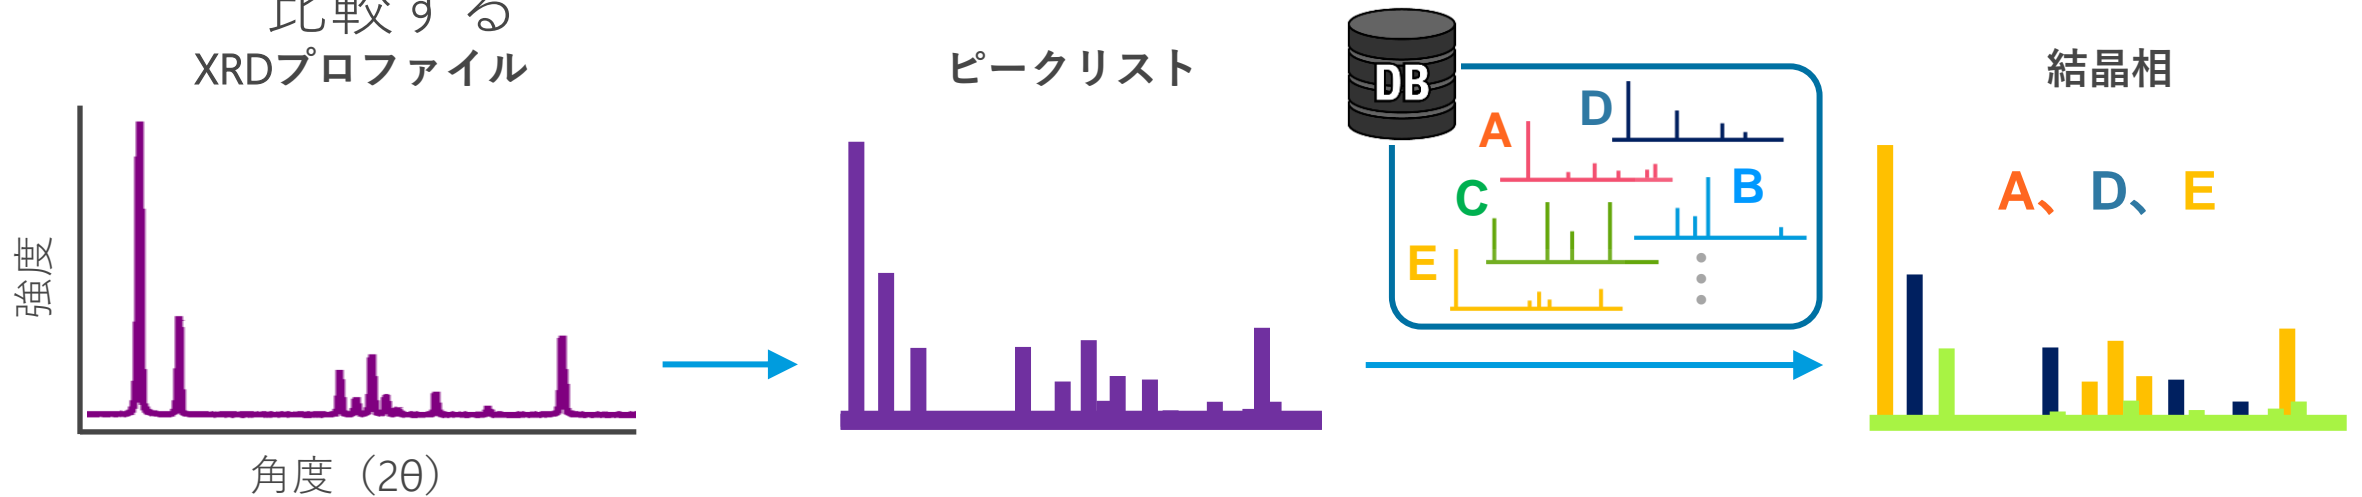 比較する
XRDプロファイル
強度
角度（2θ）
ピークリスト
DB
A
D
C
B
E
結晶相
A、D、E